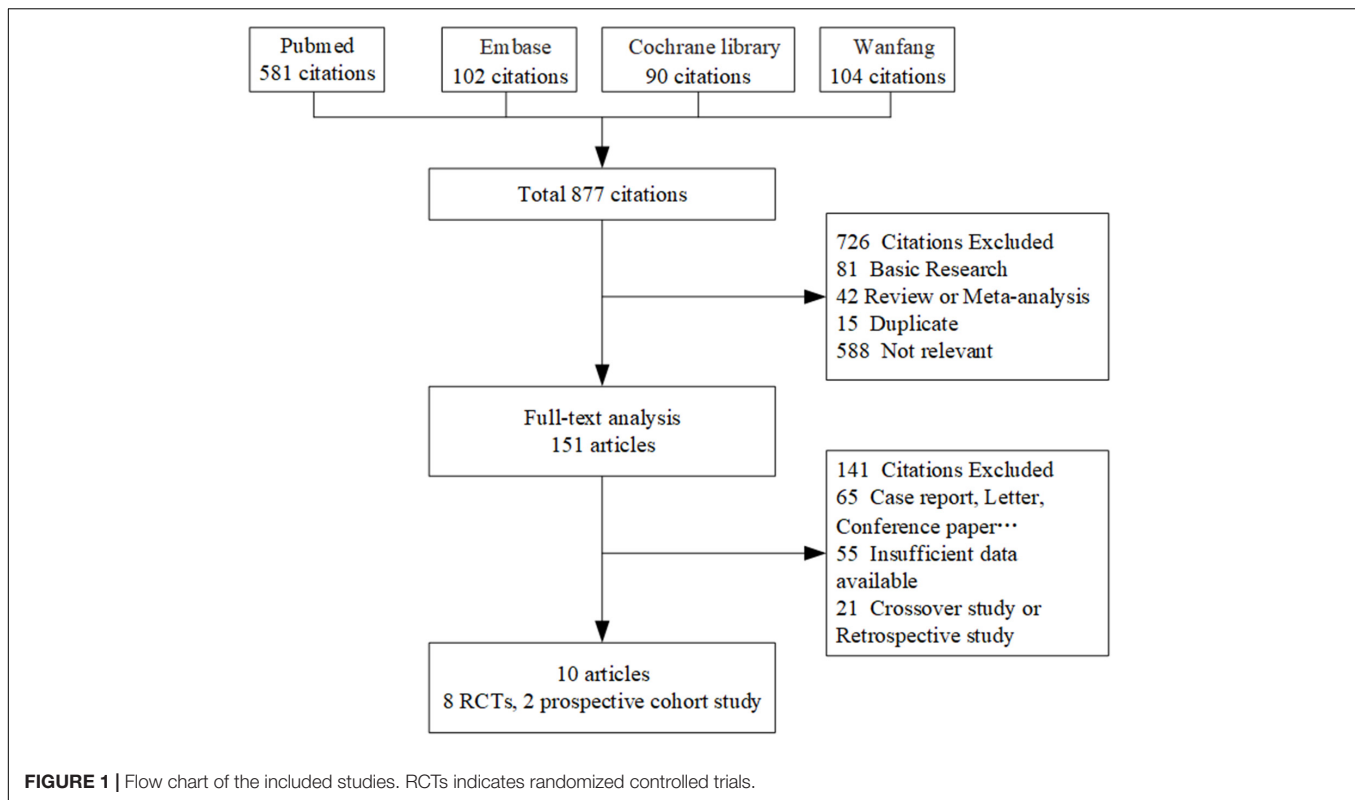 Pubmed
581 citations
Embase
102 citations
Cochrane library
90 citations
Wanfang
104 citations
Total 877 citations
726 Citations Excluded
81 Basic Research
42 Review or Meta-analysis
15 Duplicate
588 Not relevant
Full-text analysis
151 articles
141 Citations Excluded
65 Case report, Letter,
Conference paper···
55 Insufficient data
available
21 Crossover study or
Retrospective study
10 articles
8 RCTs, 2 prospective cohort study
FIGURE 1 | Flow chart of the included studies. RCTs indicates randomized controlled trials.